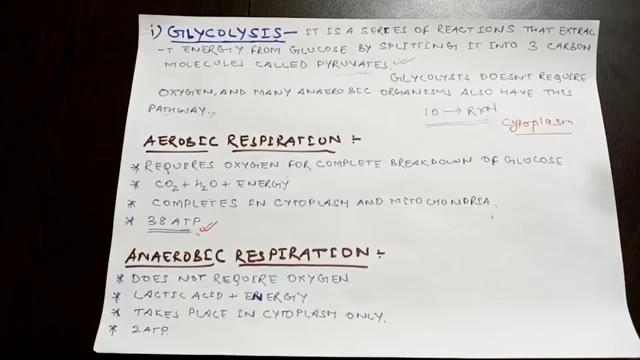 i) GLYCOLYSIS - IT IS A SERIES OF REACTIONS THAT EXTRAC
-T ENERGY FROM GLUCOSE BY SPLITTING IT INTO 3 CARBON
MOLECULES CALLED PYRUVATES
GLYCOLYSIS DOESN'T REQUIRE
OXYGEN, AND MANY ANAEROBIC ORGANISMS ALSO HAVE THIS
PATHWAY.
10 → RXN
Cytoplasm
AEROBIC RESPIRATION :-
* REQUIRES OXYGEN FOR COMPLETE BREAKDOWN OF GLUCOSE.
* CO2 + H2O + ENERGY
* COMPLETES IN CYTOPLASM AND MITOCHONDRIA.
* 38 ATP
ANAEROBIC RESPIRATION :-
* DOES NOT REQUIRE OXYGEN
* LACTIC ACID + ENERGY
* TAKES PLACE IN CYTOPLASM ONLY.
* 2ATP